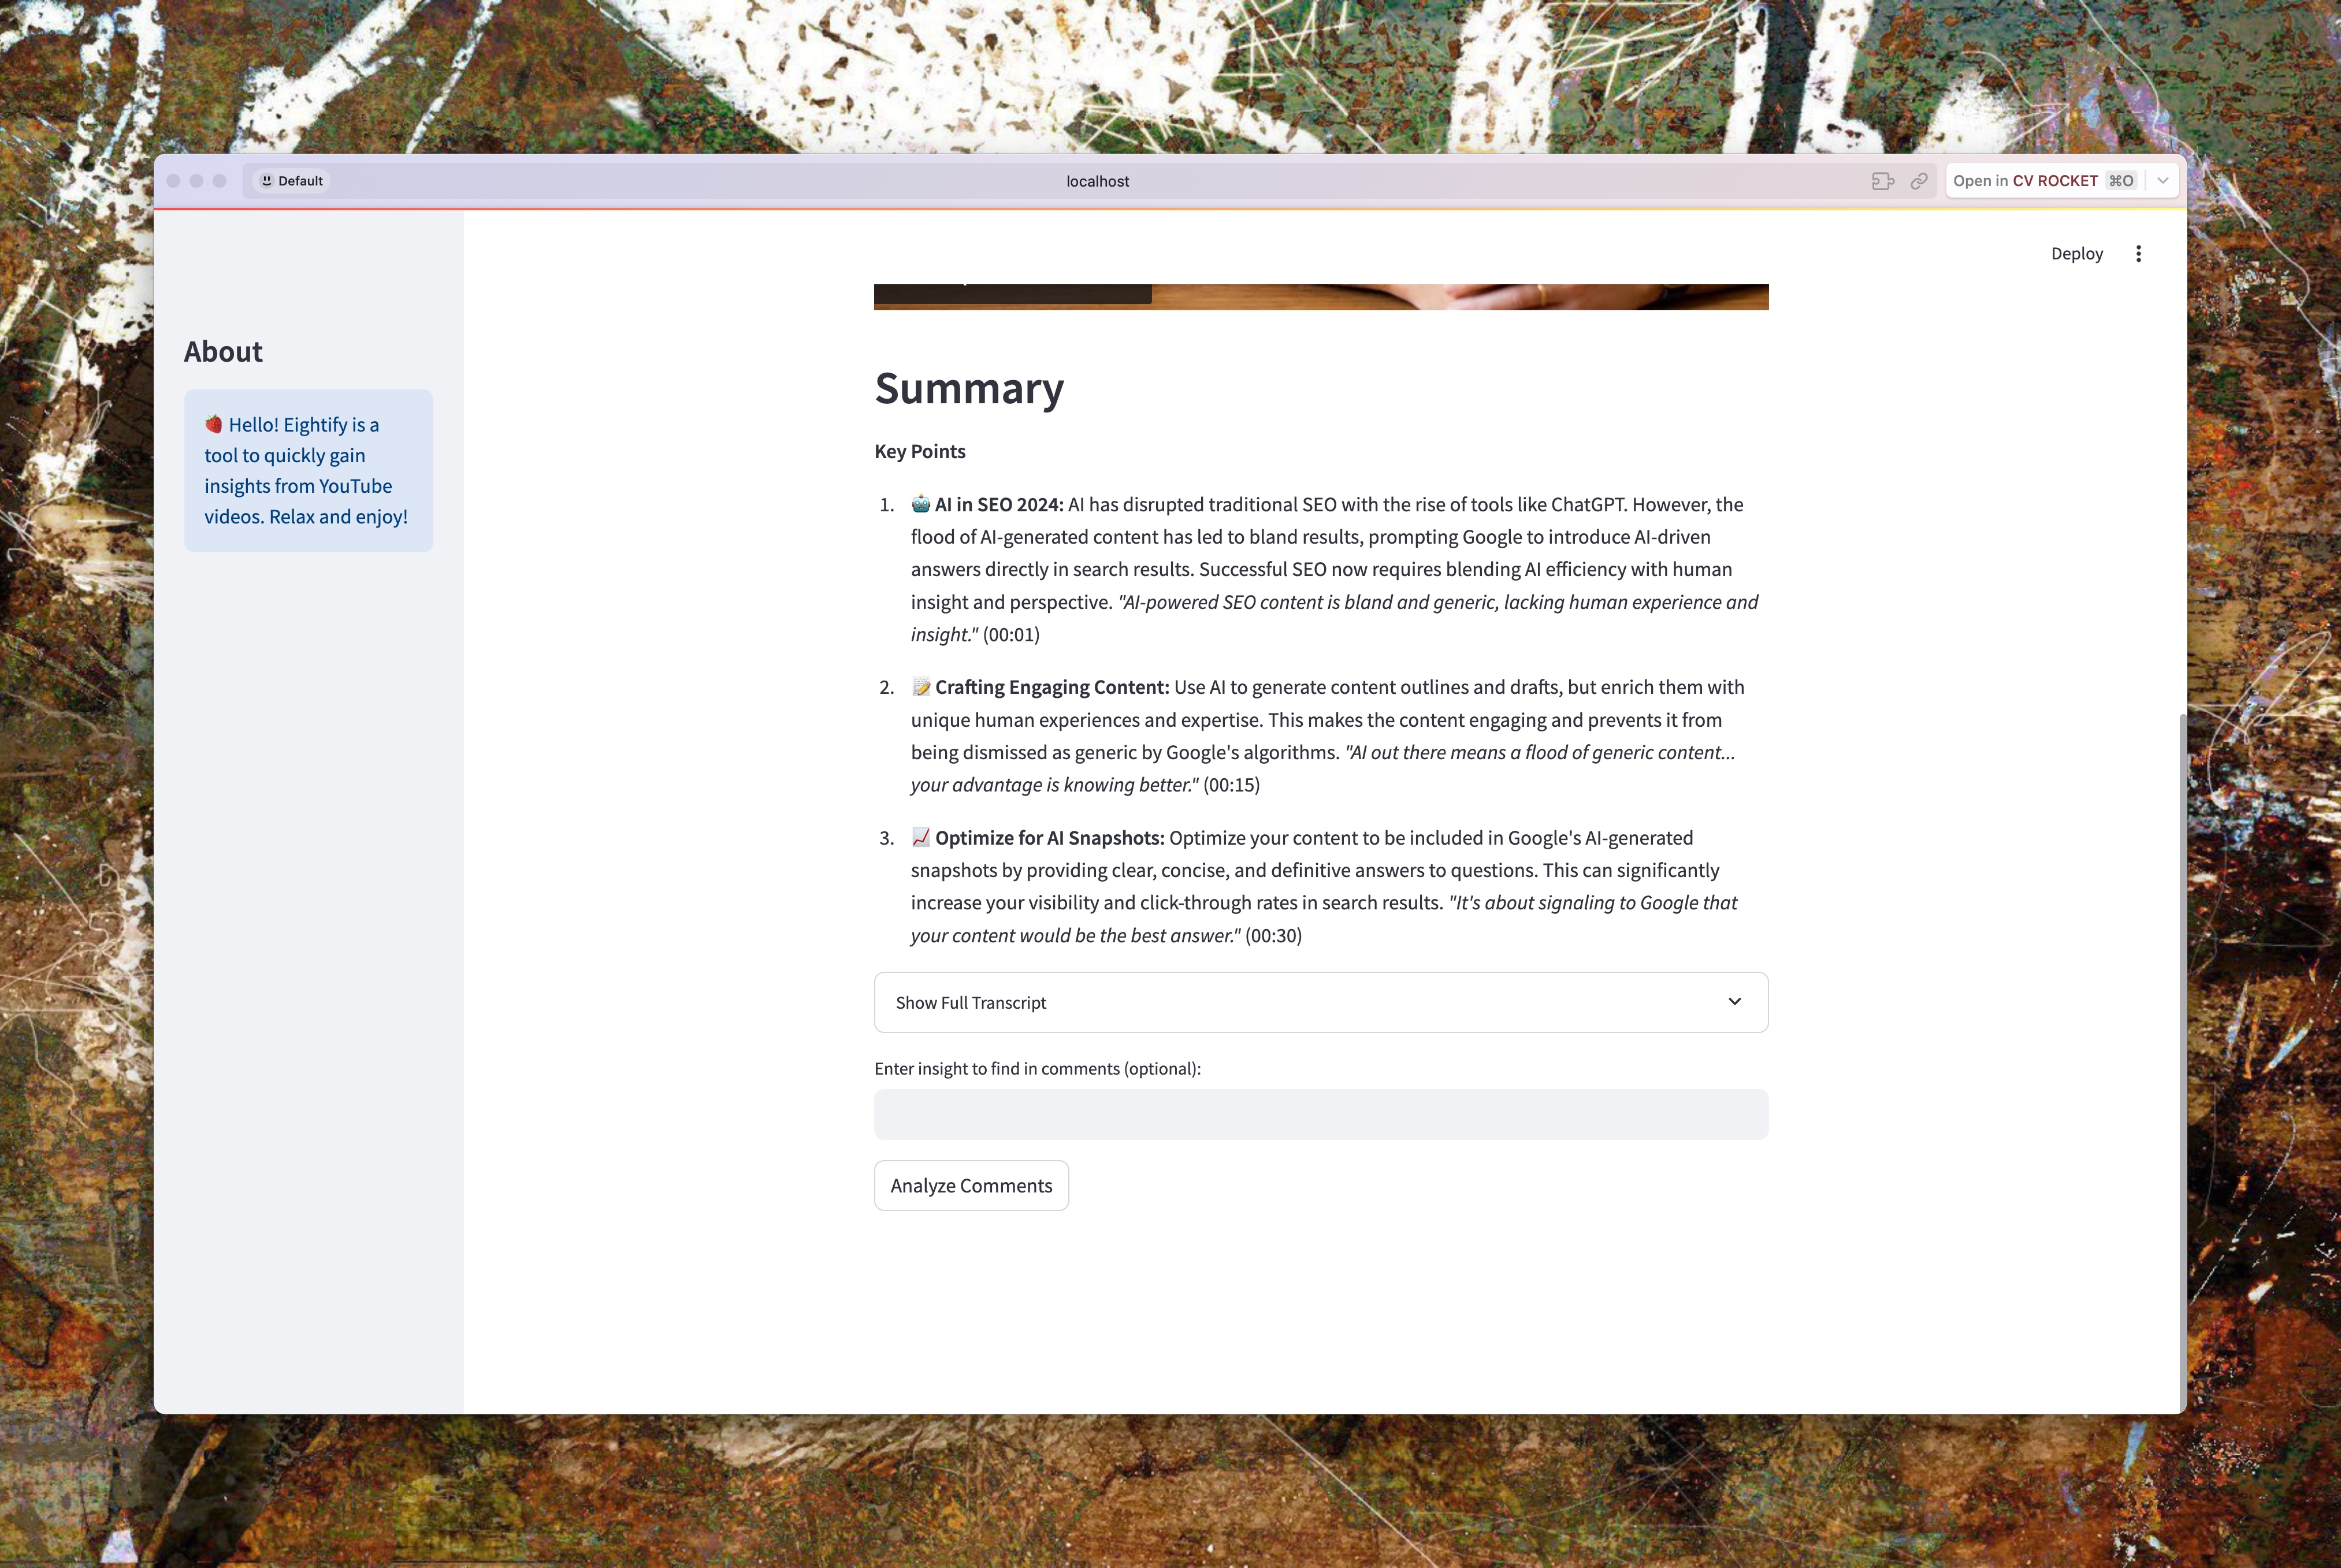 Default
localhost
Open in CV ROCKET ⌘O
Deploy
About
🍓 Hello! Eightify is a
tool to quickly gain
insights from YouTube
videos. Relax and enjoy!
Summary
Key Points
1. 🤖 AI in SEO 2024: AI has disrupted traditional SEO with the rise of tools like ChatGPT. However, the
flood of AI-generated content has led to bland results, prompting Google to introduce AI-driven
answers directly in search results. Successful SEO now requires blending AI efficiency with human
insight and perspective. "AI-powered SEO content is bland and generic, lacking human experience and
insight." (00:01)
2. 📝 Crafting Engaging Content: Use AI to generate content outlines and drafts, but enrich them with
unique human experiences and expertise. This makes the content engaging and prevents it from
being dismissed as generic by Google's algorithms. "AI out there means a flood of generic content...
your advantage is knowing better." (00:15)
3. 📈 Optimize for AI Snapshots: Optimize your content to be included in Google's AI-generated
snapshots by providing clear, concise, and definitive answers to questions. This can significantly
increase your visibility and click-through rates in search results. "It's about signaling to Google that
your content would be the best answer." (00:30)
Show Full Transcript
Enter insight to find in comments (optional):
Analyze Comments